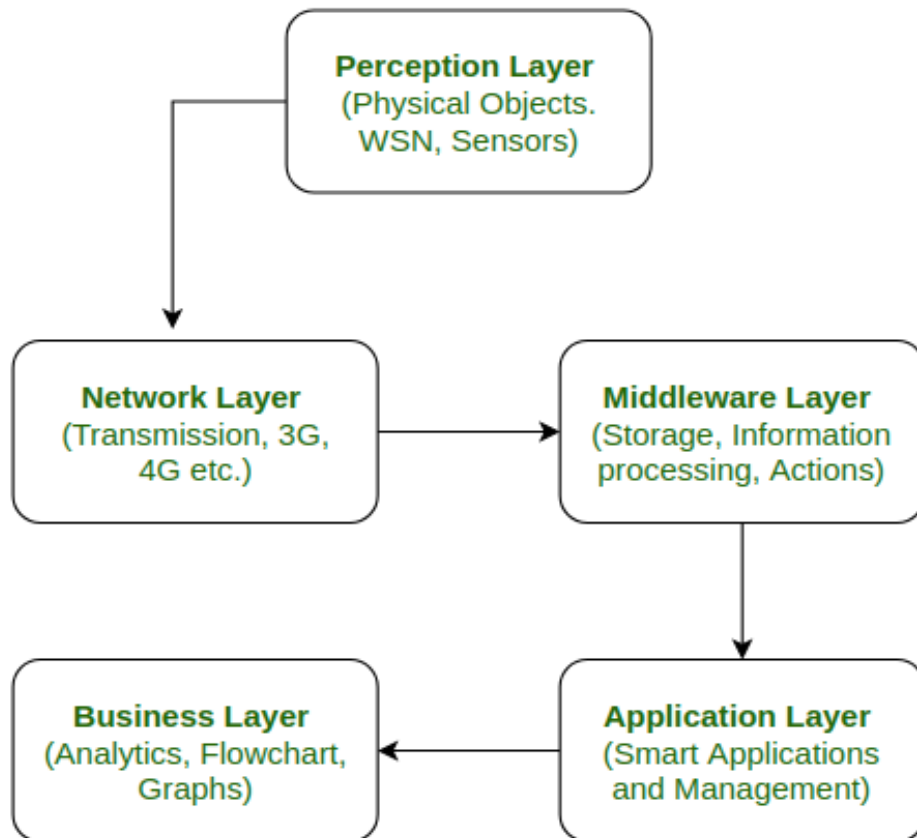 Perception Layer
(Physical Objects.
WSN, Sensors)
Network Layer
(Transmission, 3G,
4G etc.)
Middleware Layer
(Storage, Information
processing, Actions)
Business Layer
(Analytics, Flowchart,
Graphs)
Application Layer
(Smart Applications
and Management)